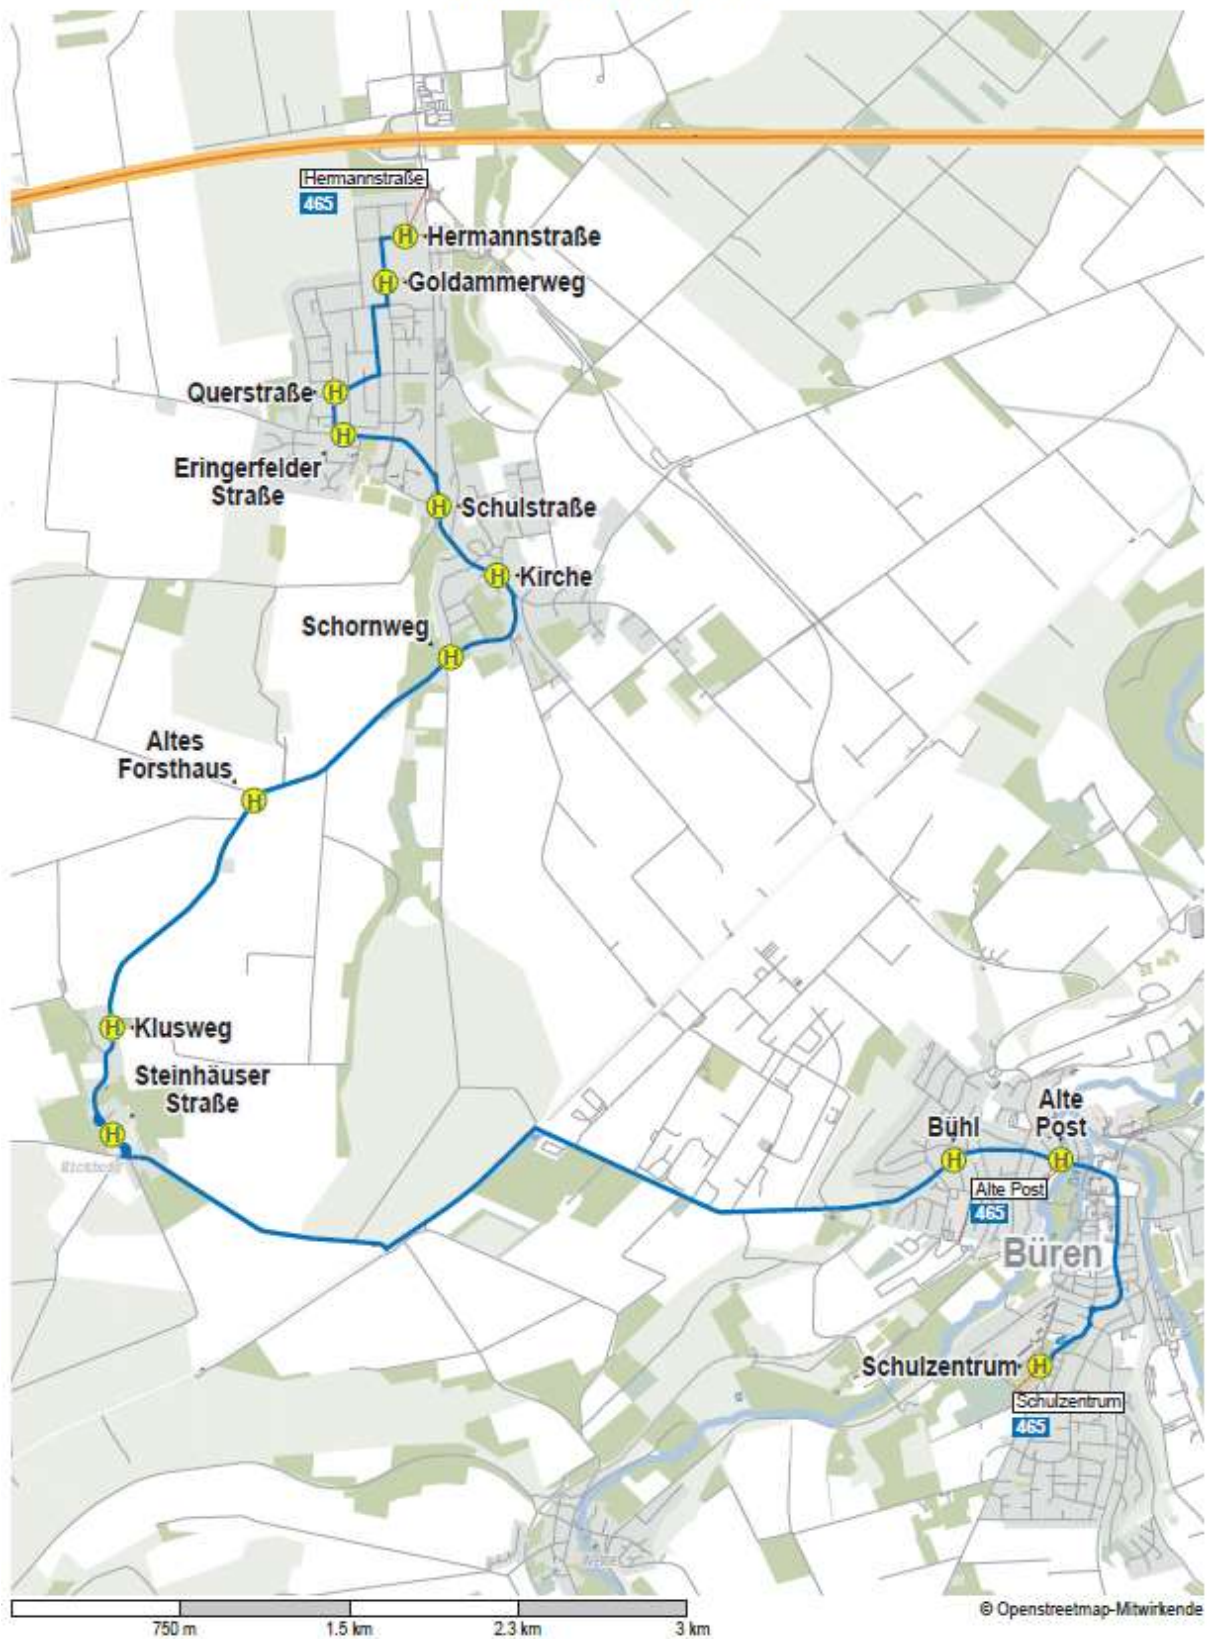 Hermannstraße
465
Hermannstraße
Goldammerweg
Querstraße
Eringerfelder
Straße
Schulstraße
Kirche
Schornweg
Altes
Forsthaus
Klusweg
Steinhäuser
Straße
Alte
Post
Bühl
Alte Post
465
Büren
Schulzentrum
Schulzentrum
465
© Openstreetmap-Mitwirkende
750 m
1.5 km
2.3 km
3 km